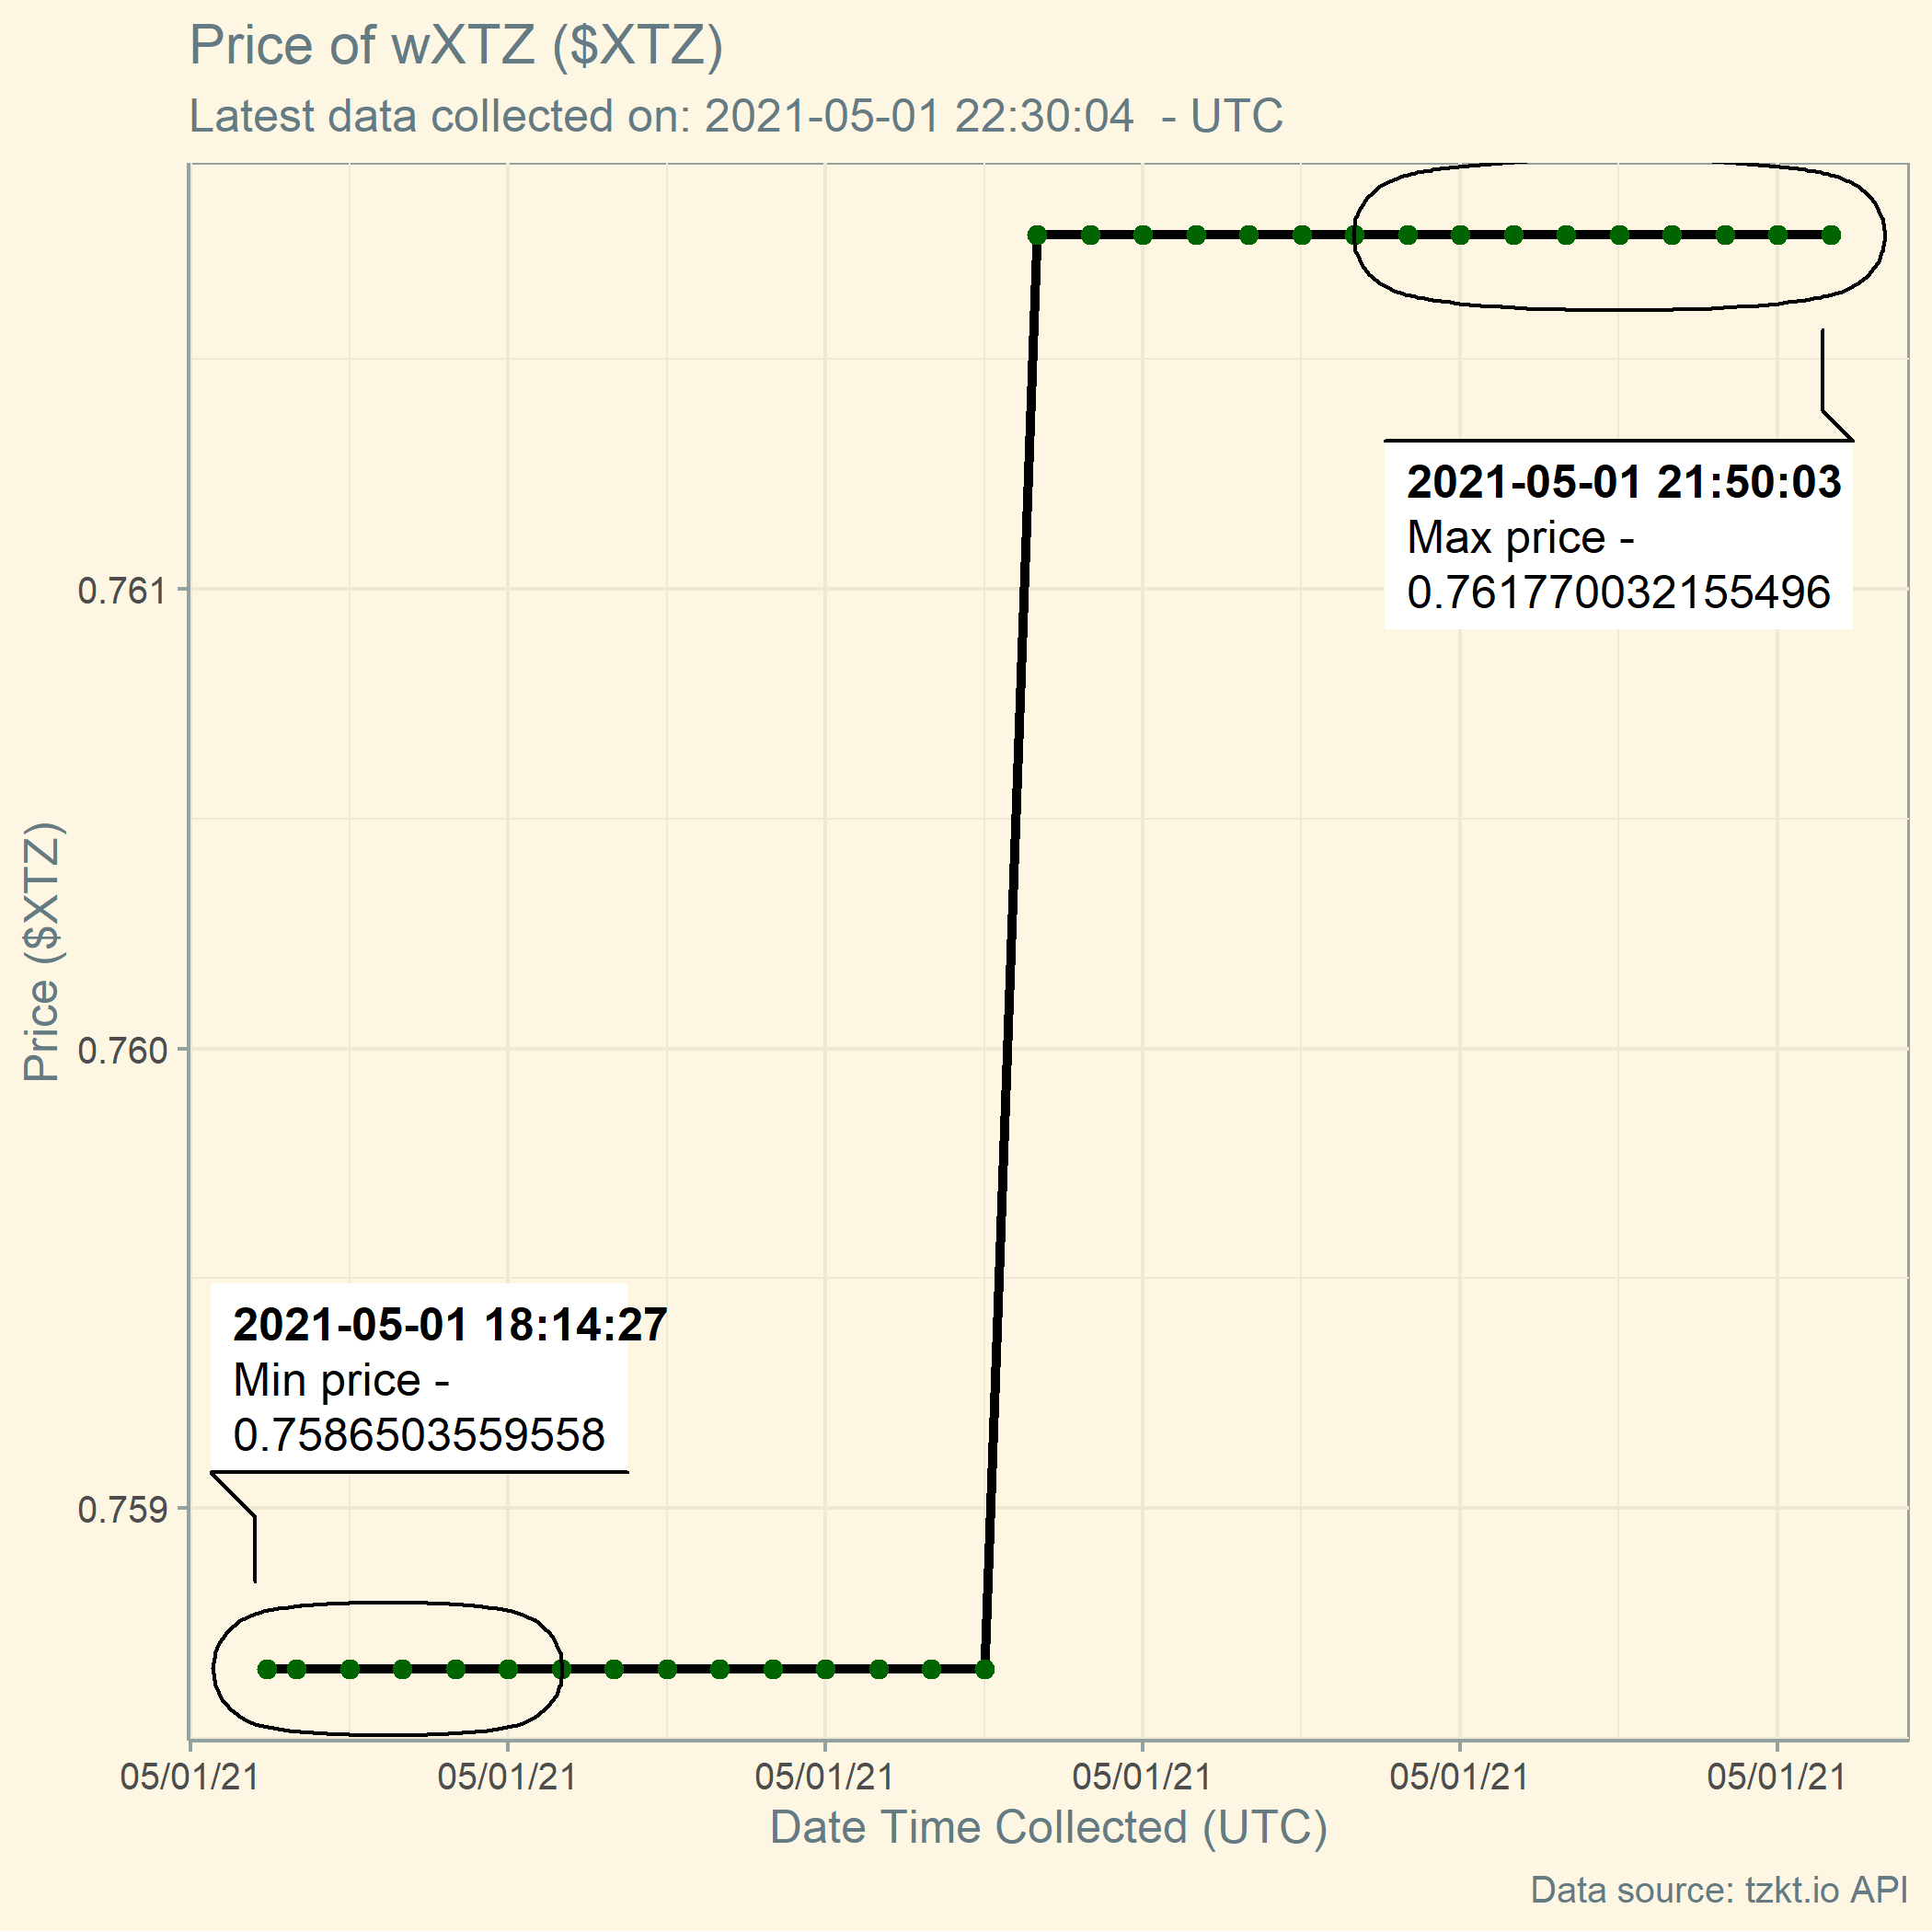 Price of wXTZ ($XTZ)
Latest data collected on: 2021-05-01 22:30:04  - UTC
2021-05-01 21:50:03
Max price -
0.761770032155496
0.761
Price ($XTZ)
0.760
2021-05-01 18:14:27
Min price -
0.7586503559558
0.759
05/01/21 05/01/21 05/01/21 05/01/21 05/01/21 05/01/21
Date Time Collected (UTC)
Data source: tzkt.io API